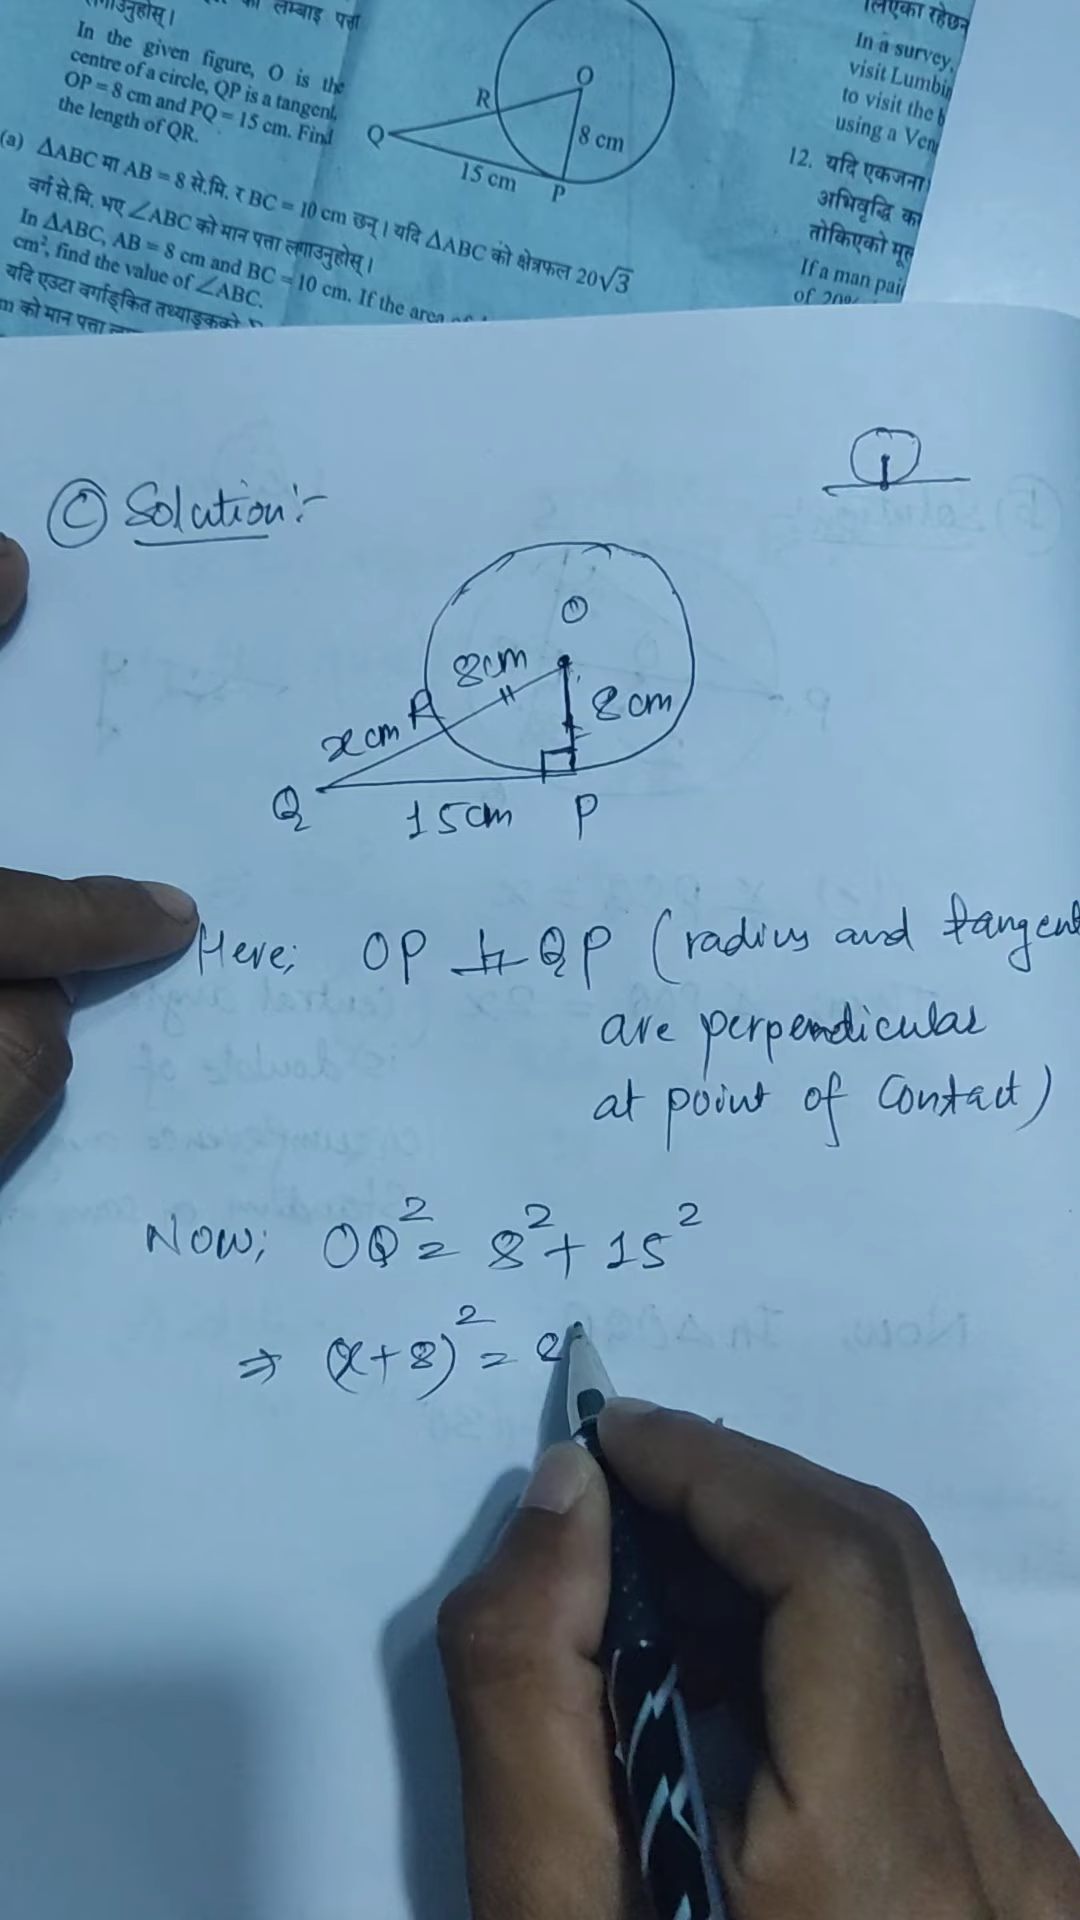 लम्बाइ पत्ता
लगाउनुहोस् ।
In the given figure, O is the
centre of a circle, QP is a tangent,
OP = 8 cm and PQ = 15 cm. Find
the length of QR.
O
R
Q
8 cm
15 cm
P
(a) ΔABC मा AB = 8 से.मि. र BC = 10 cm छन् । यदि ΔABC को क्षेत्रफल 20√3
वर्ग से.मि. भए ∠ABC को मान पत्ता लगाउनुहोस् ।
In ΔABC, AB = 8 cm and BC = 10 cm. If the area
cm², find the value of ∠ABC.
यदि एउटा वर्गीकृत तथ्याङ्कको
को मान पत्ता
रहेछन्
In a survey,
visit
to visit the
using a
12. यदि एकजना
अभिवृद्धि
तोकिएको
If a man
of 20%
C Solution:-
O
8cm
8cm
x cm R
Q
15cm P
Here; OP ⊥ QP (radius and tangent
are perpendicular
at point of contact)
Now; OQ² = 8² + 15²
⇒ (x+8)² =